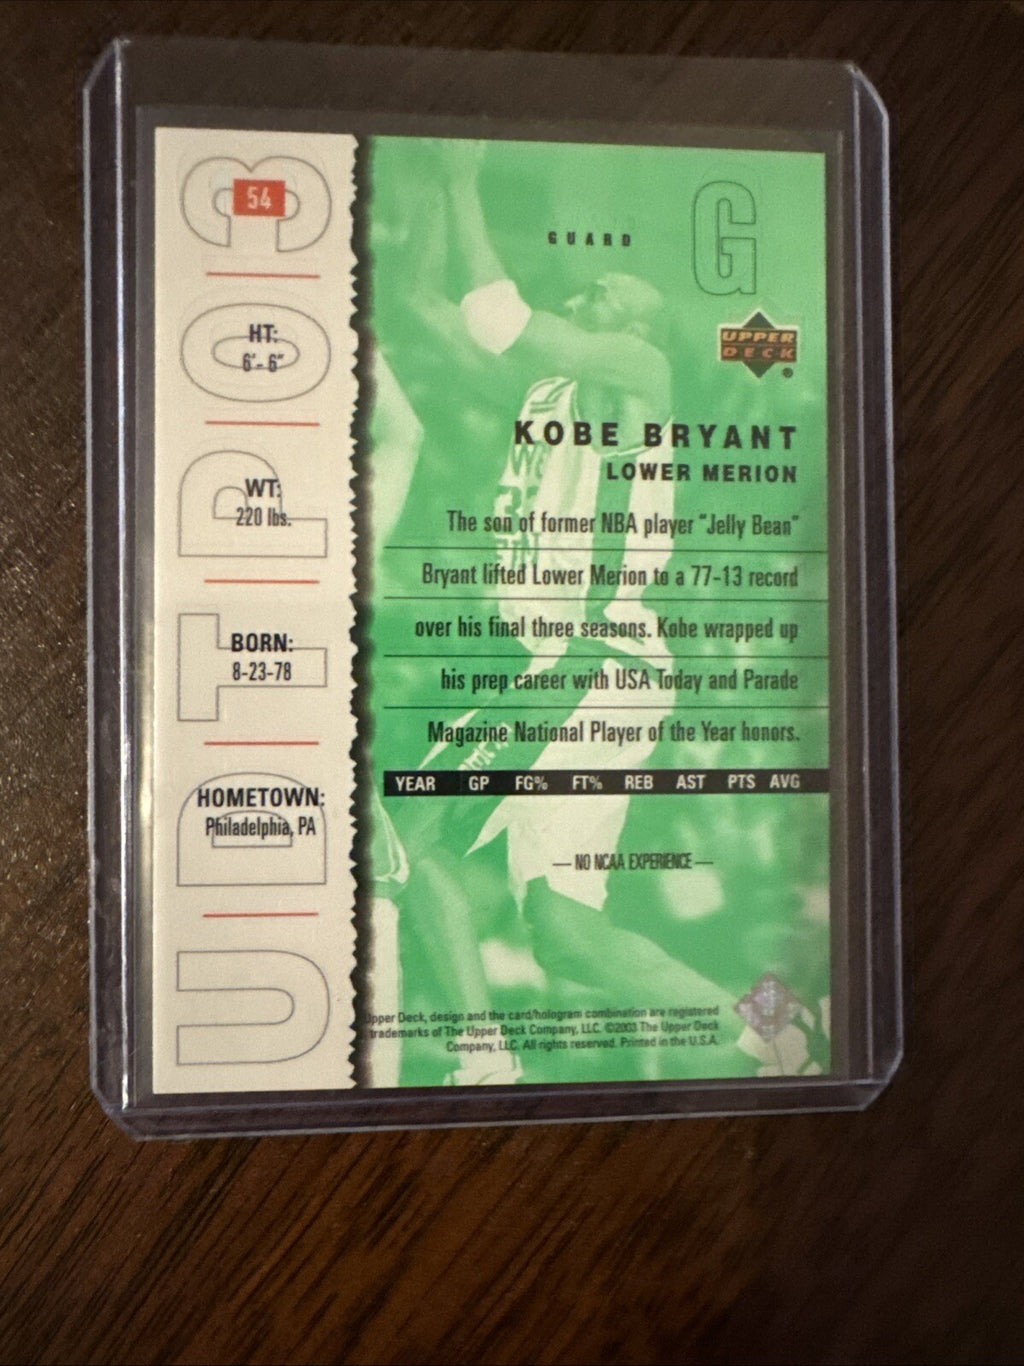 54
UDTPO3
HT:
6'-6"
WT:
220 lbs.
BORN:
8-23-78
HOMETOWN:
Philadelphia, PA
G
GUARD
UPPER
DECK
®
KOBE BRYANT
LOWER MERION
The son of former NBA player "Jelly Bean"
Bryant lifted Lower Merion to a 77-13 record
over his final three seasons. Kobe wrapped up
his prep career with USA Today and Parade
Magazine National Player of the Year honors.
YEAR GP FG% FT% REB AST PTS AVG
— NO NCAA EXPERIENCE —
Upper Deck, design and the card/hologram combination are registered
trademarks of The Upper Deck Company, LLC. ©2003 The Upper Deck
Company, LLC. All rights reserved. Printed in the U.S.A.